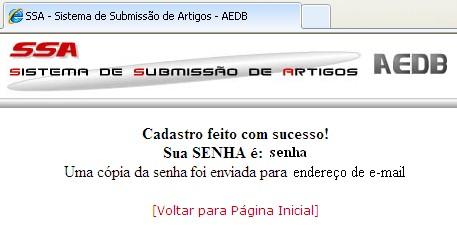 SSA - Sistema de Submissão de Artigos - AEDB
SSA
SISTEMA DE SUBMISSÃO DE ARTIGOS
AEDB
Cadastro feito com sucesso!
Sua SENHA é: senha
Uma cópia da senha foi enviada para endereço de e-mail
[Voltar para Página Inicial]